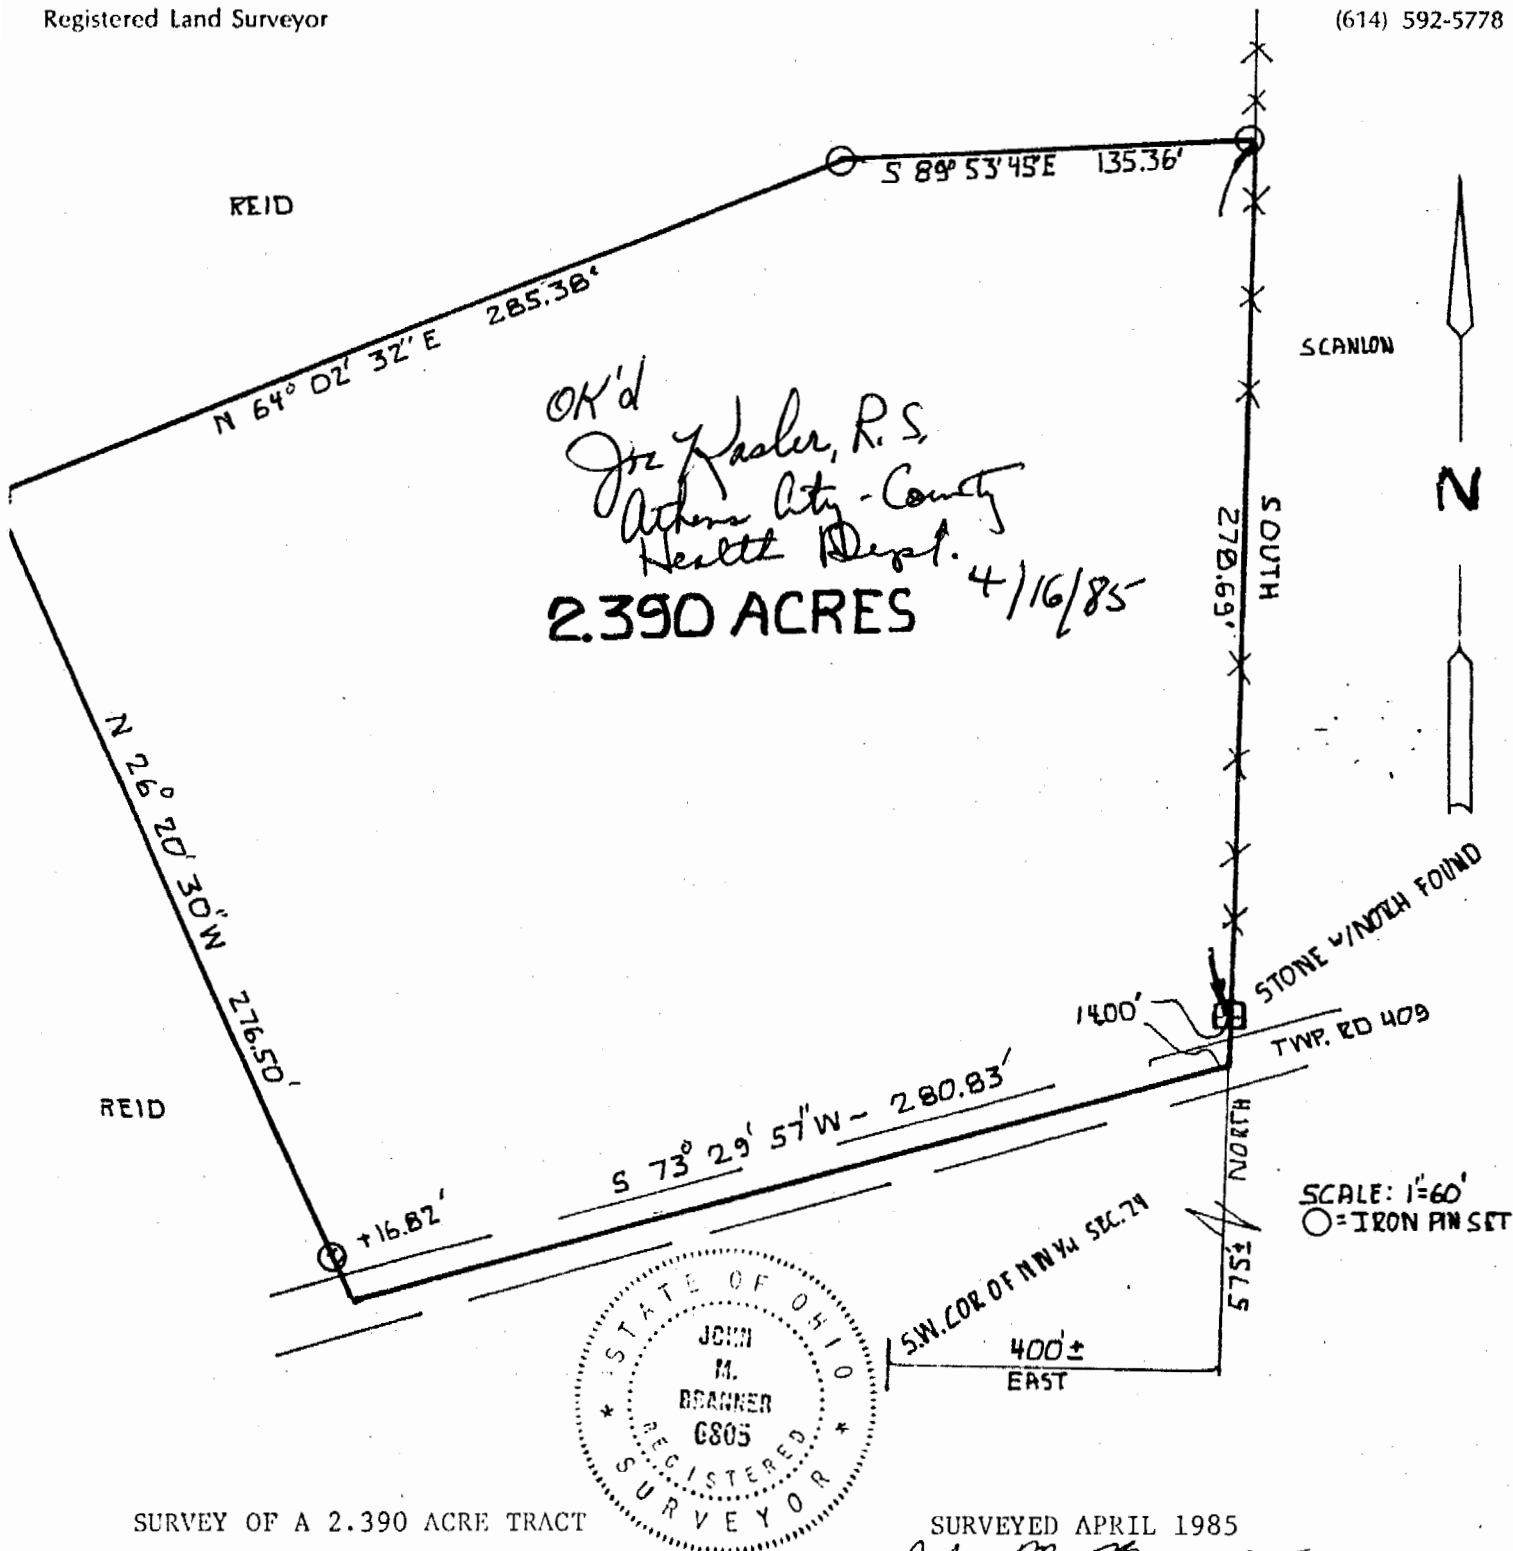 Registered Land Surveyor
(614) 592-5778
S 89° 53' 45" E 135.36'
REID
N 64° 02' 32" E 285.38'
SCANLON
OK'd
Joe Kasler, R.S.
Athens City-County
Health Dept.
4/16/85
2.390 ACRES
SOUTH
278.69'
N
N 26° 20' 30" W 276.50'
STONE W/NOTCH FOUND
14.00'
TWP. RD 409
REID
S 73° 29' 57" W - 280.83'
NORTH
575'±
+16.82'
SCALE: 1"=60'
O=IRON PIN SET
S.W. COR OF NW 1/4 SEC. 24
400'±
EAST
STATE OF OHIO
JOHN
M.
BRANNER
6805
REGISTERED
SURVEYOR
SURVEY OF A 2.390 ACRE TRACT
SURVEYED APRIL 1985